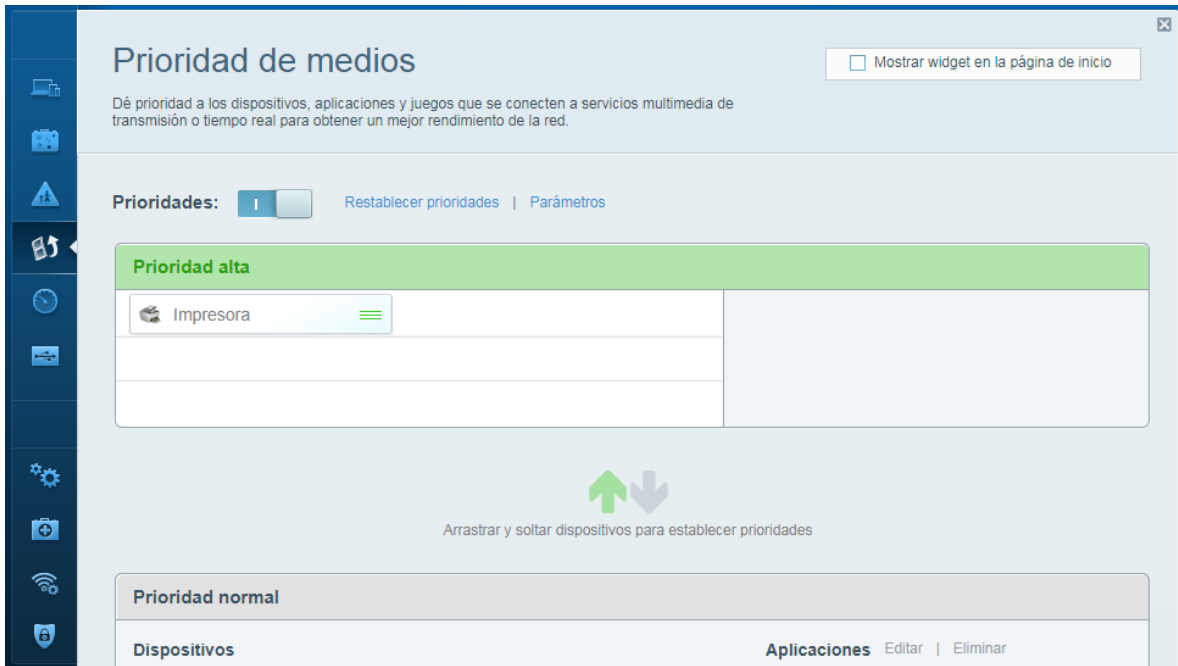 Prioridad de medios
Mostrar widget en la página de inicio
Dé prioridad a los dispositivos, aplicaciones y juegos que se conecten a servicios multimedia de
transmisión o tiempo real para obtener un mejor rendimiento de la red.
Prioridades: I Restablecer prioridades | Parámetros
Prioridad alta
Impresora
Arrastrar y soltar dispositivos para establecer prioridades
Prioridad normal
Dispositivos
Aplicaciones Editar | Eliminar